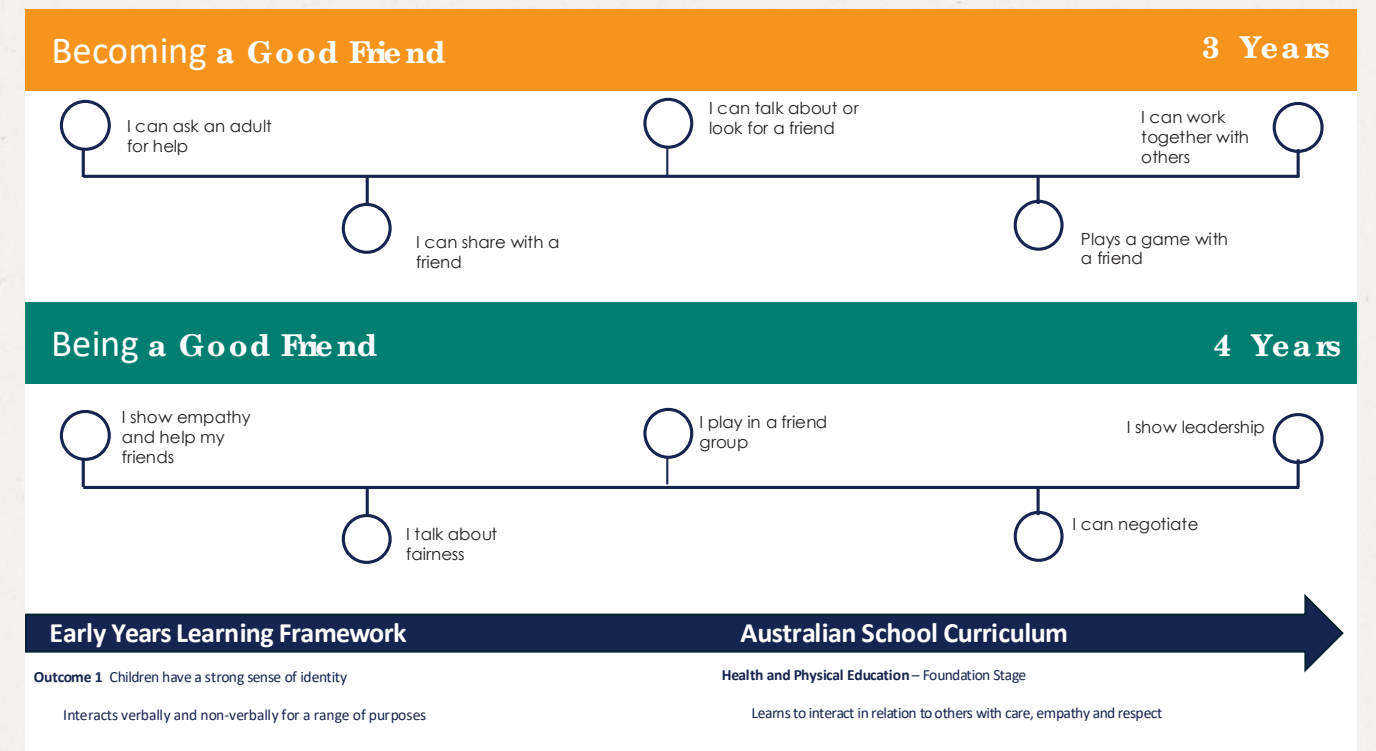 Becoming a Good Friend
3 Years
I can ask an adult
for help
I can share with a
friend
I can talk about or
look for a friend
Plays a game with
a friend
I can work
together with
others
Being a Good Friend
4 Years
I show empathy
and help my
friends
I talk about
fairness
I play in a friend
group
I can negotiate
I show leadership
Early Years Learning Framework
Australian School Curriculum
Outcome 1 Children have a strong sense of identity
Interacts verbally and non-verbally for a range of purposes
Health and Physical Education – Foundation Stage
Learns to interact in relation to others with care, empathy and respect